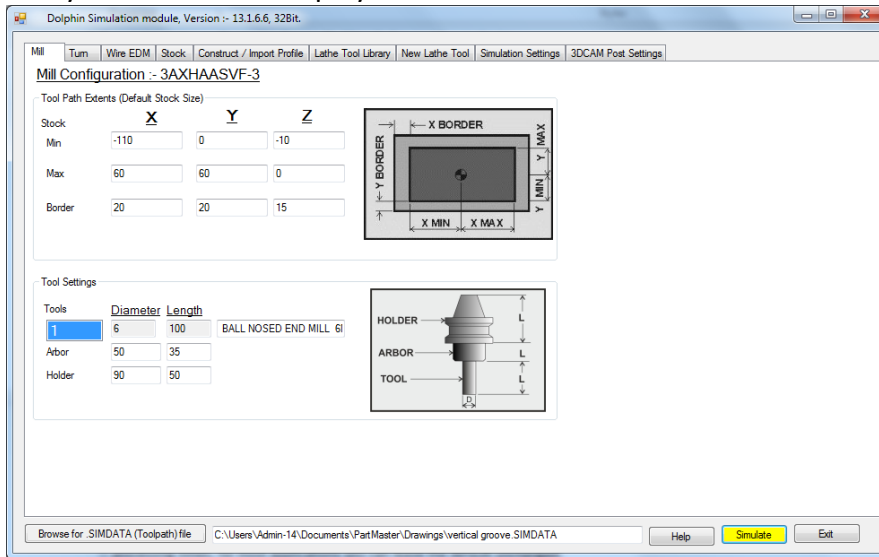 Dolphin Simulation module, Version :- 13.1.6.6, 32Bit.
Mill Turn Wire EDM Stock Construct / Import Profile Lathe Tool Library New Lathe Tool Simulation Settings 3DCAM Post Settings
Mill Configuration :- 3AXHAASVF-3
Tool Path Extents (Default Stock Size)
Stock X Y Z
Min -110 0 -10
Max 60 60 0
Border 20 20 15
X BORDER
Y BORDER
Y MAX
Y MIN
X MIN X MAX
Tool Settings
Tools Diameter Length
1 6 100 BALL NOSED END MILL
Arbor 50 35
Holder 90 50
HOLDER L
ARBOR L
TOOL L
D
Browse for .SIMDATA (Toolpath) file C:\Users\Admin-14\Documents\PartMaster\Drawings\vertical groove.SIMDATA Help Simulate Exit